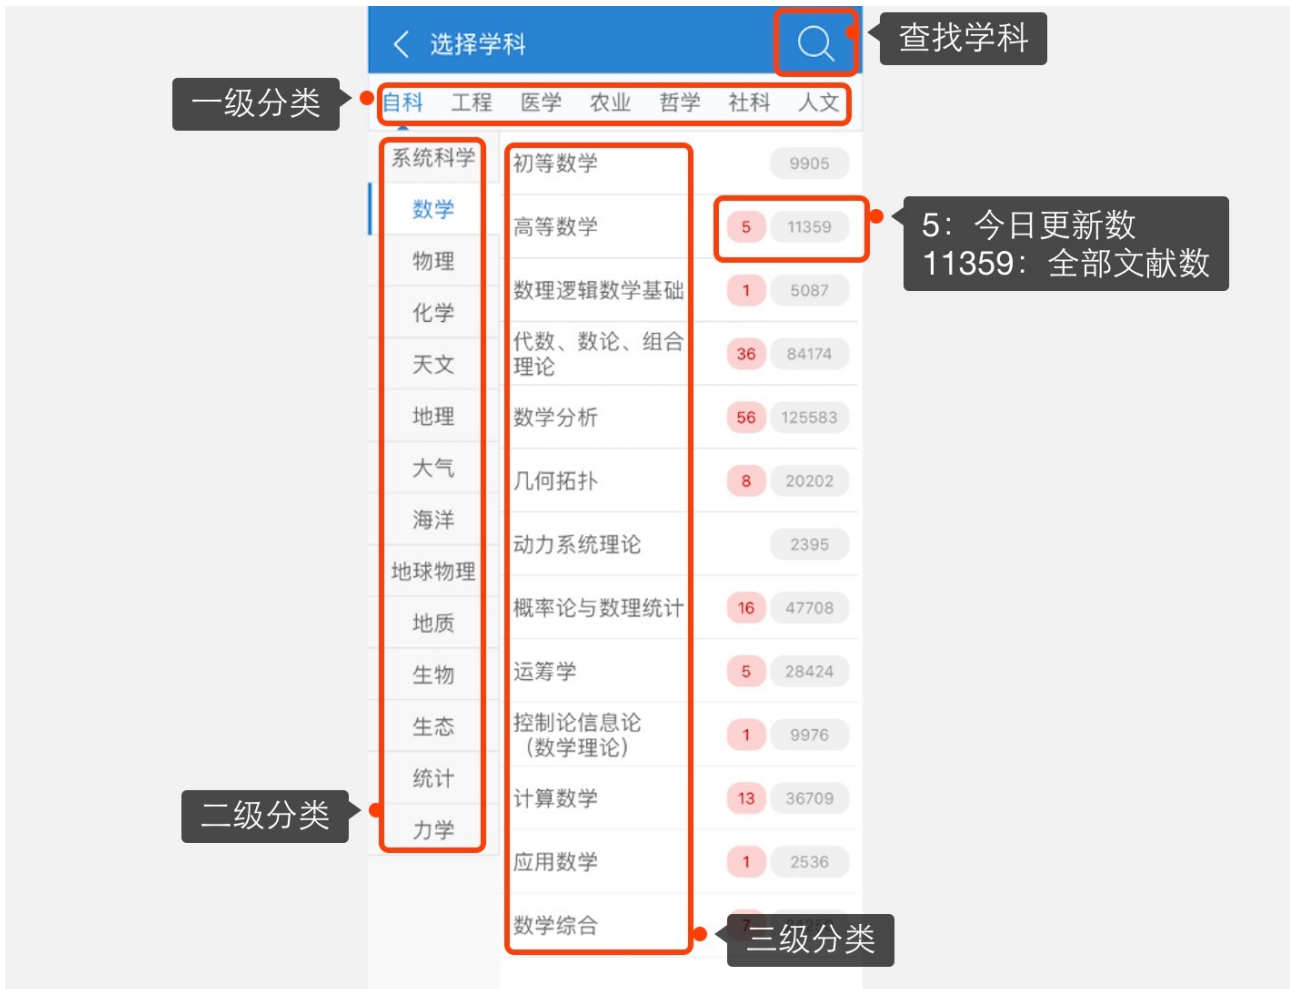 选择学科
查找学科
一级分类
自科 工程 医学 农业 哲学 社科 人文
系统科学
数学
物理
化学
天文
地理
大气
海洋
地球物理
地质
生物
生态
统计
力学
二级分类
初等数学 9905
高等数学 5 11359
5：今日更新数
11359：全部文献数
数理逻辑数学基础 1 5087
代数、数论、组合
理论 36 84174
数学分析 56 125583
几何拓扑 8 20202
动力系统理论 2395
概率论与数理统计 16 47708
运筹学 5 28424
控制论信息论
（数学理论） 1 9976
计算数学 13 36709
应用数学 1 2536
数学综合 7
三级分类